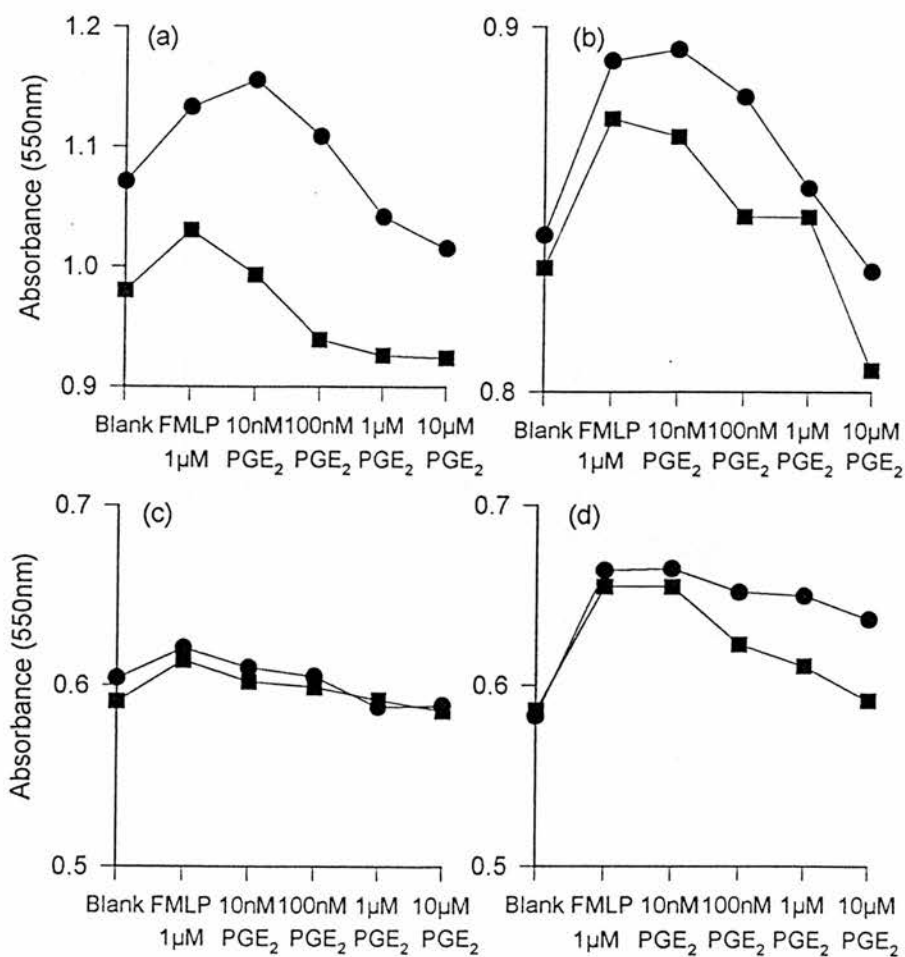 1.2
(a)
1.1
1.0
0.9
Absorbance (550nm)
Blank FMLP 10nM 100nM 1µM 10µM
1µM PGE₂ PGE₂ PGE₂ PGE₂
0.9
(b)
0.8
Blank FMLP 10nM 100nM 1µM 10µM
1µM PGE₂ PGE₂ PGE₂ PGE₂
0.7
(c)
0.6
0.5
Absorbance (550nm)
Blank FMLP 10nM 100nM 1µM 10µM
1µM PGE₂ PGE₂ PGE₂ PGE₂
0.7
(d)
0.6
0.5
Blank FMLP 10nM 100nM 1µM 10µM
1µM PGE₂ PGE₂ PGE₂ PGE₂